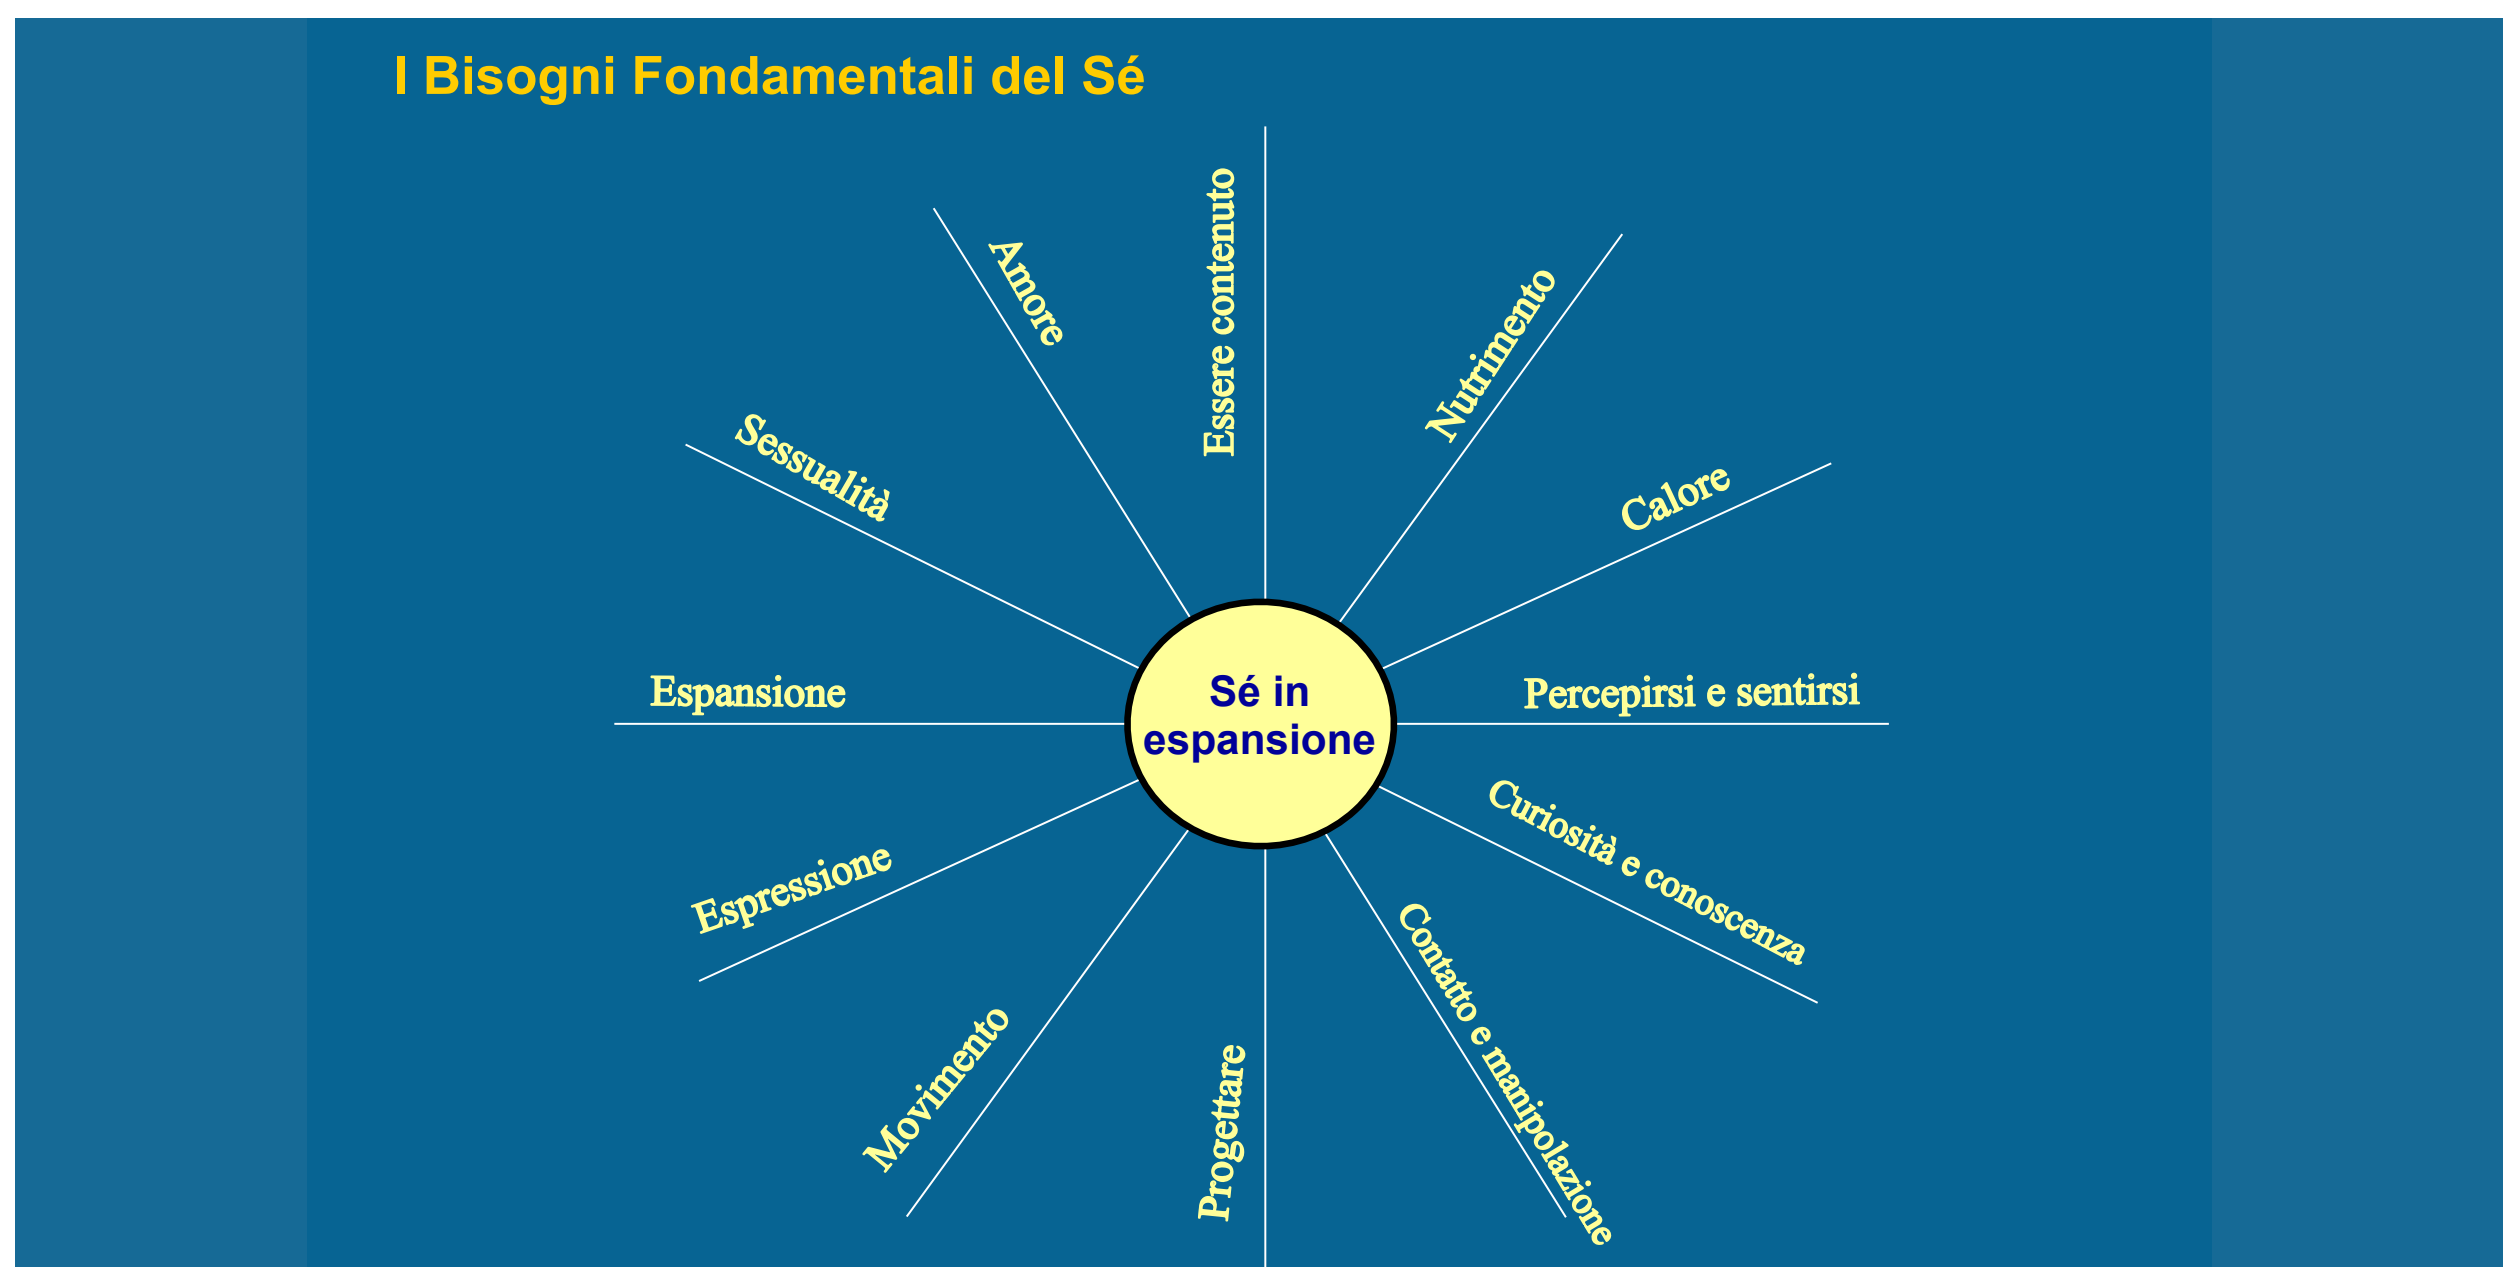 I Bisogni Fondamentali del Sé
Essere contenuto
Nutrimento
Calore
Percepirsi e sentirsi
Curiosità e conoscenza
Contatto e manipolazione
Progettare
Movimento
Espressione
Espansione
Sessualità
Amore
Sé in
espansione